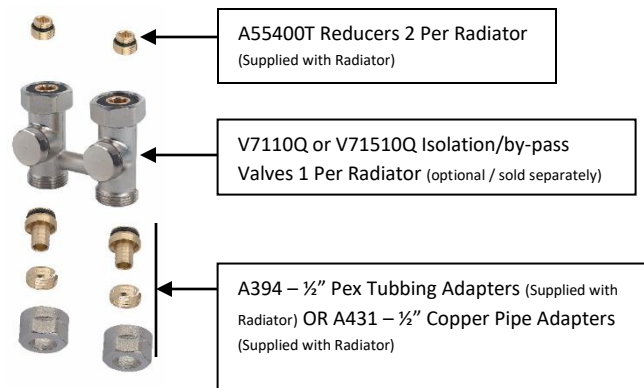 A55400T Reducers 2 Per Radiator
(Supplied with Radiator)
V7110Q or V71510Q Isolation/by-pass
Valves 1 Per Radiator (optional / sold separately)
A394 – ½” Pex Tubbing Adapters (Supplied with
Radiator) OR A431 – ½” Copper Pipe Adapters
(Supplied with Radiator)